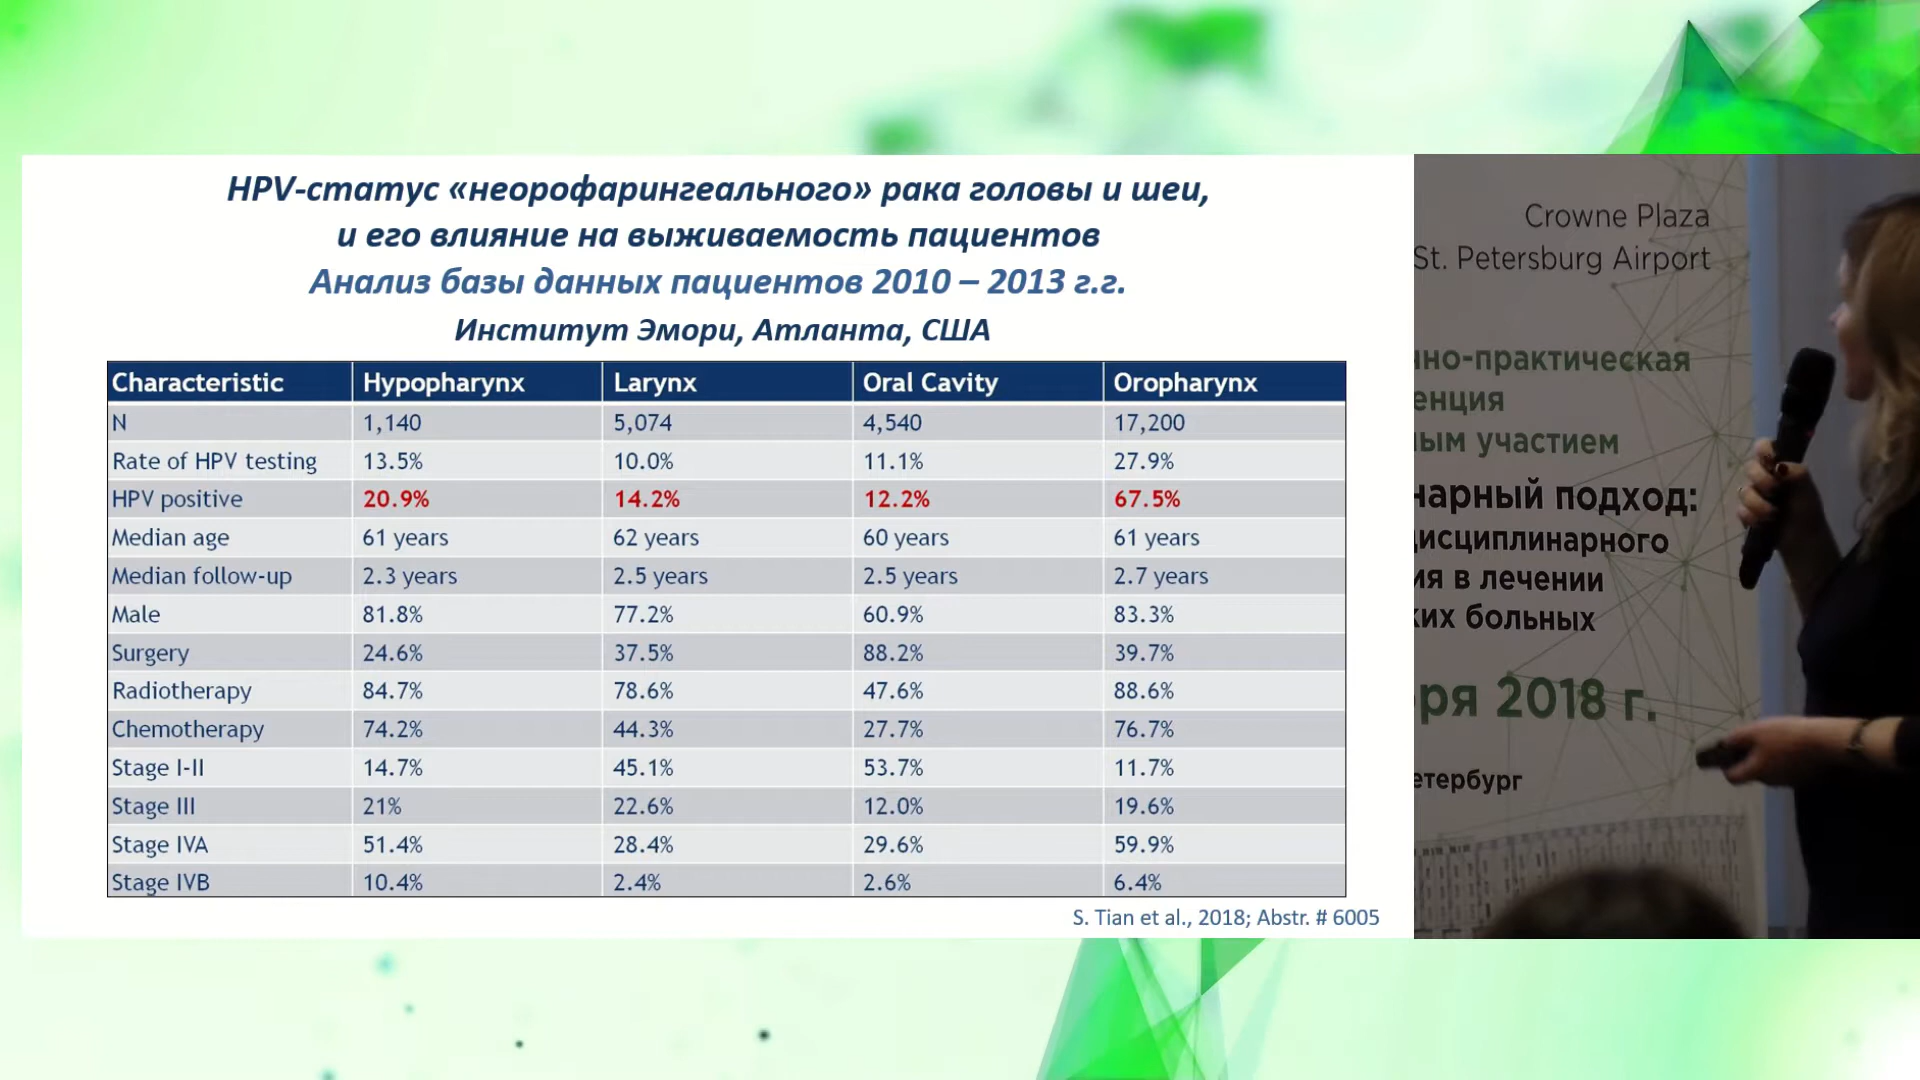 HPV-статус «неорофарингеального» рака головы и шеи,
и его влияние на выживаемость пациентов
Анализ базы данных пациентов 2010 – 2013 г.г.
Институт Эмори, Атланта, США
Characteristic Hypopharynx Larynx Oral Cavity Oropharynx
N 1,140 5,074 4,540 17,200
Rate of HPV testing 13.5% 10.0% 11.1% 27.9%
HPV positive 20.9% 14.2% 12.2% 67.5%
Median age 61 years 62 years 60 years 61 years
Median follow-up 2.3 years 2.5 years 2.5 years 2.7 years
Male 81.8% 77.2% 60.9% 83.3%
Surgery 24.6% 37.5% 88.2% 39.7%
Radiotherapy 84.7% 78.6% 47.6% 88.6%
Chemotherapy 74.2% 44.3% 27.7% 76.7%
Stage I-II 14.7% 45.1% 53.7% 11.7%
Stage III 21% 22.6% 12.0% 19.6%
Stage IVA 51.4% 28.4% 29.6% 59.9%
Stage IVB 10.4% 2.4% 2.6% 6.4%
S. Tian et al., 2018; Abstr. # 6005
Crowne Plaza
St. Petersburg Airport
чно-практическая
енция
ым участием
нарный подход:
дисциплинарного
ия в лечении
ких больных
ря 2018 г.
етербург